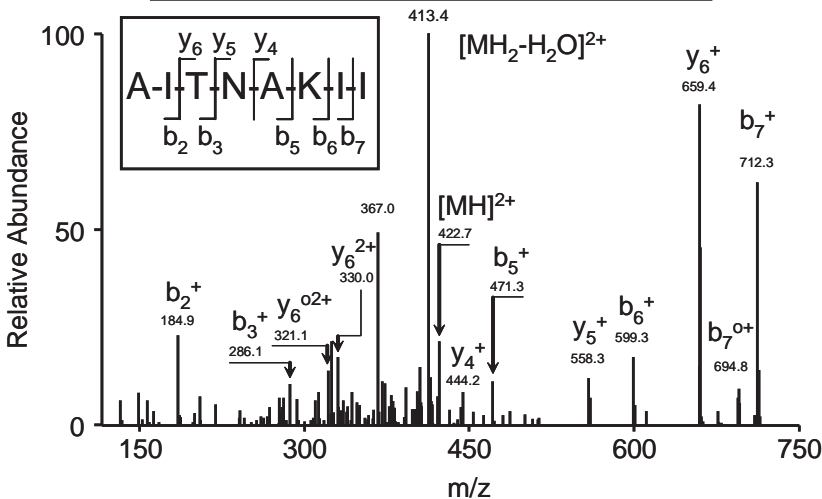 413.4
[MH₂-H₂O]²⁺
y₆ y₅ y₄
A-I-T-N-A-K-I-I
b₂ b₃ b₅ b₆ b₇
y₆⁺
659.4
b₇⁺
712.3
367.0
[MH]²⁺
422.7
y₆²⁺
330.0
b₅⁺
471.3
b₂⁺
184.9
b₃⁺
286.1
y₆ᵒ²⁺
321.1
y₄⁺
444.2
y₅⁺
558.3
b₆⁺
599.3
b₇ᵒ⁺
694.8
Relative Abundance
100
50
0
150 300 450 600 750
m/z